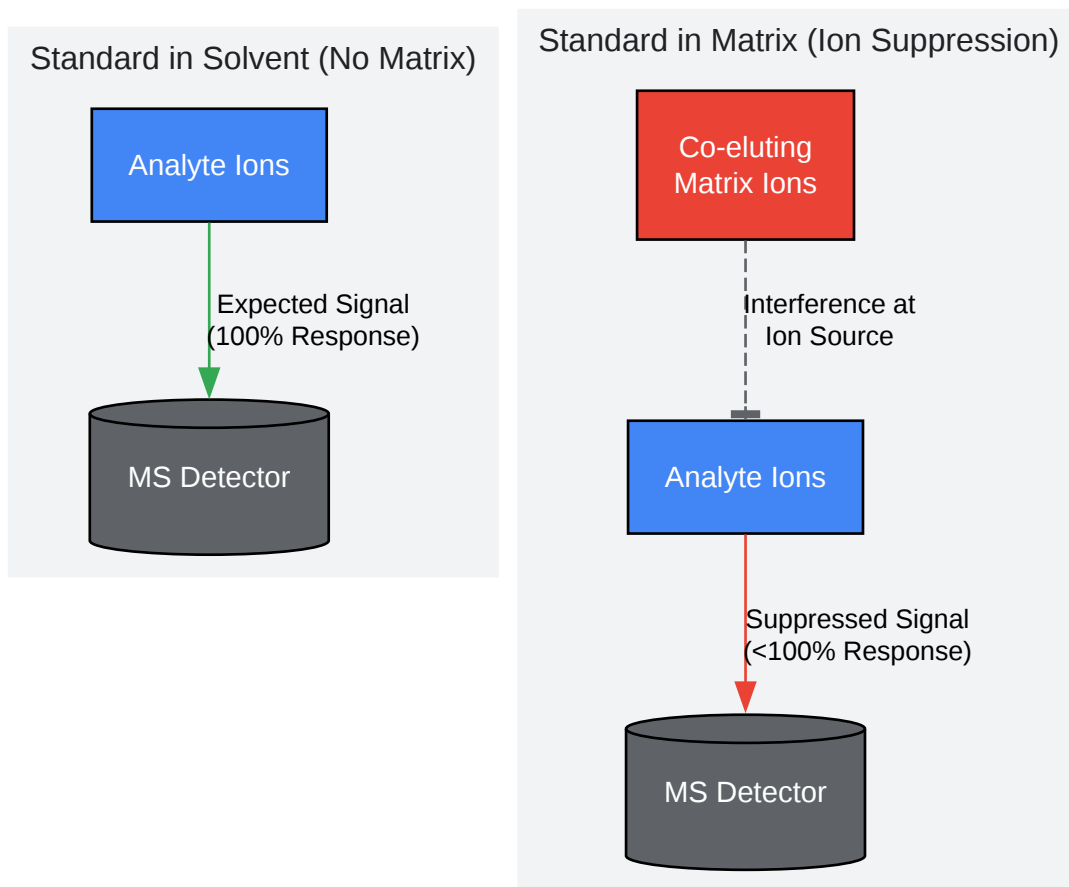 Standard in Solvent (No Matrix)
Analyte Ions
Expected Signal
(100% Response)
MS Detector
Standard in Matrix (Ion Suppression)
Co-eluting
Matrix Ions
Interference at
Ion Source
Analyte Ions
Suppressed Signal
(<100% Response)
MS Detector